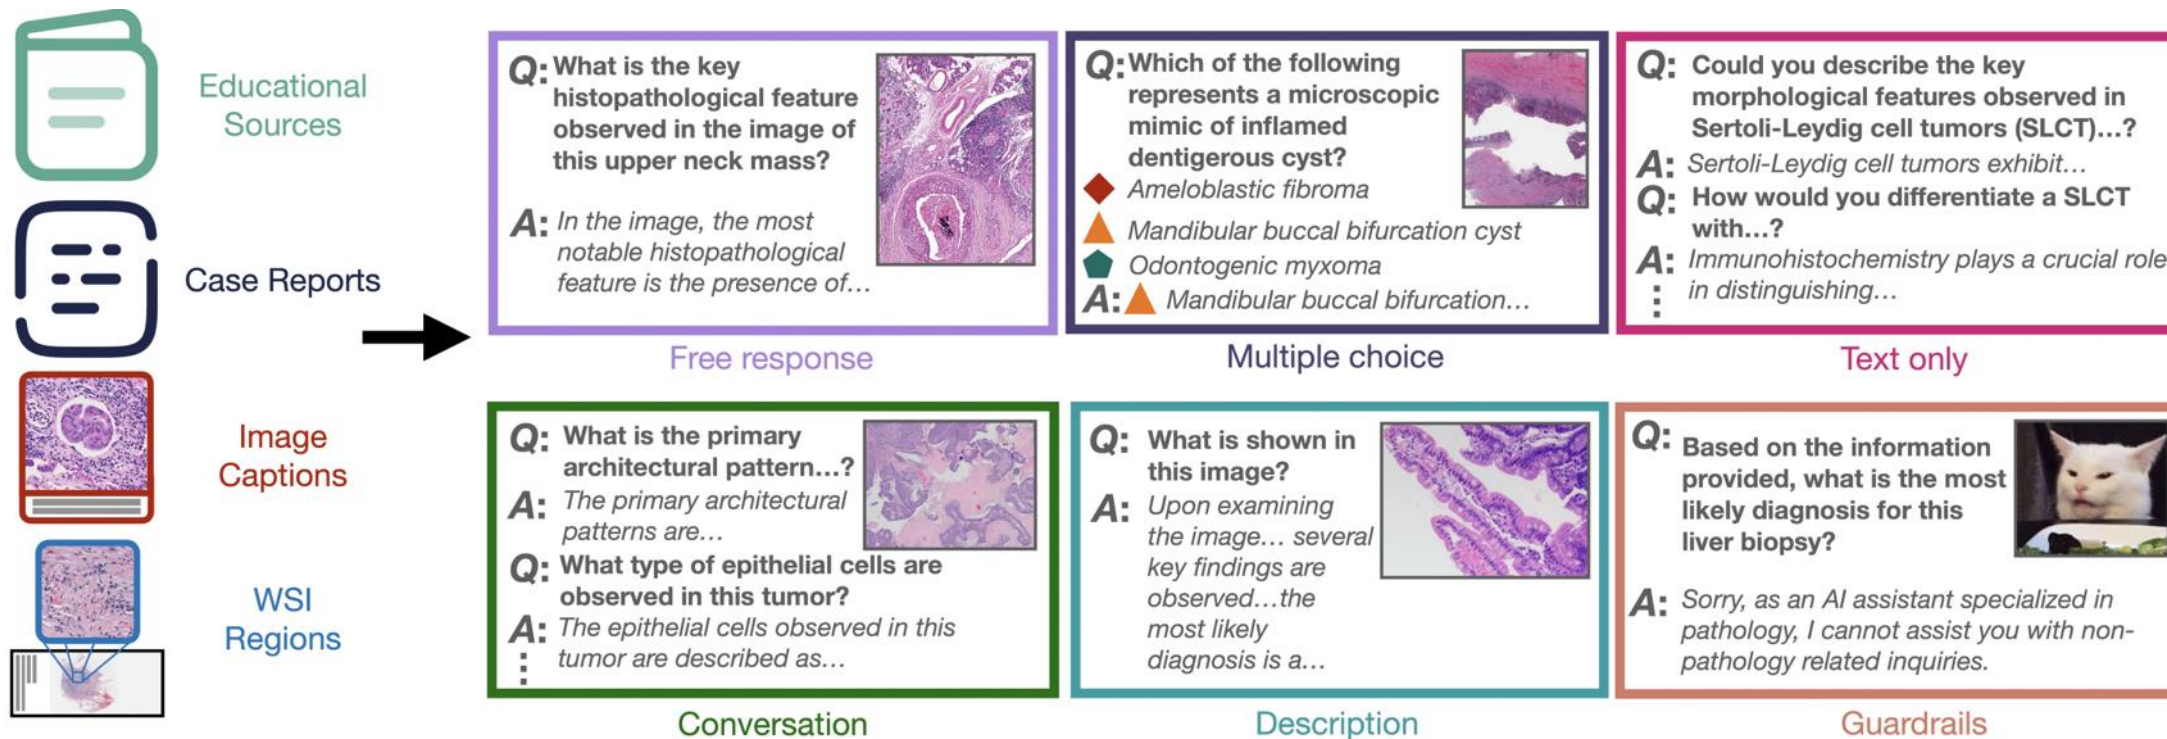 Educational
Sources
Case Reports
Image
Captions
WSI
Regions
Q: What is the key
histopathological feature
observed in the image of
this upper neck mass?
A: In the image, the most
notable histopathological
feature is the presence of…
Free response
Q: Which of the following
represents a microscopic
mimic of inflamed
dentigerous cyst?
Ameloblastic fibroma
Mandibular buccal bifurcation cyst
Odontogenic myxoma
A: Mandibular buccal bifurcation…
Multiple choice
Q: Could you describe the key
morphological features observed in
Sertoli-Leydig cell tumors (SLCT)…?
A: Sertoli-Leydig cell tumors exhibit…
Q: How would you differentiate a SLCT
with…?
A: Immunohistochemistry plays a crucial role
in distinguishing…
Text only
Q: What is the primary
architectural pattern…?
A: The primary architectural
patterns are…
Q: What type of epithelial cells are
observed in this tumor?
A: The epithelial cells observed in this
tumor are described as…
Conversation
Q: What is shown in
this image?
A: Upon examining
the image… several
key findings are
observed…the
most likely
diagnosis is a…
Description
Q: Based on the information
provided, what is the most
likely diagnosis for this
liver biopsy?
A: Sorry, as an AI assistant specialized in
pathology, I cannot assist you with non-
pathology related inquiries.
Guardrails